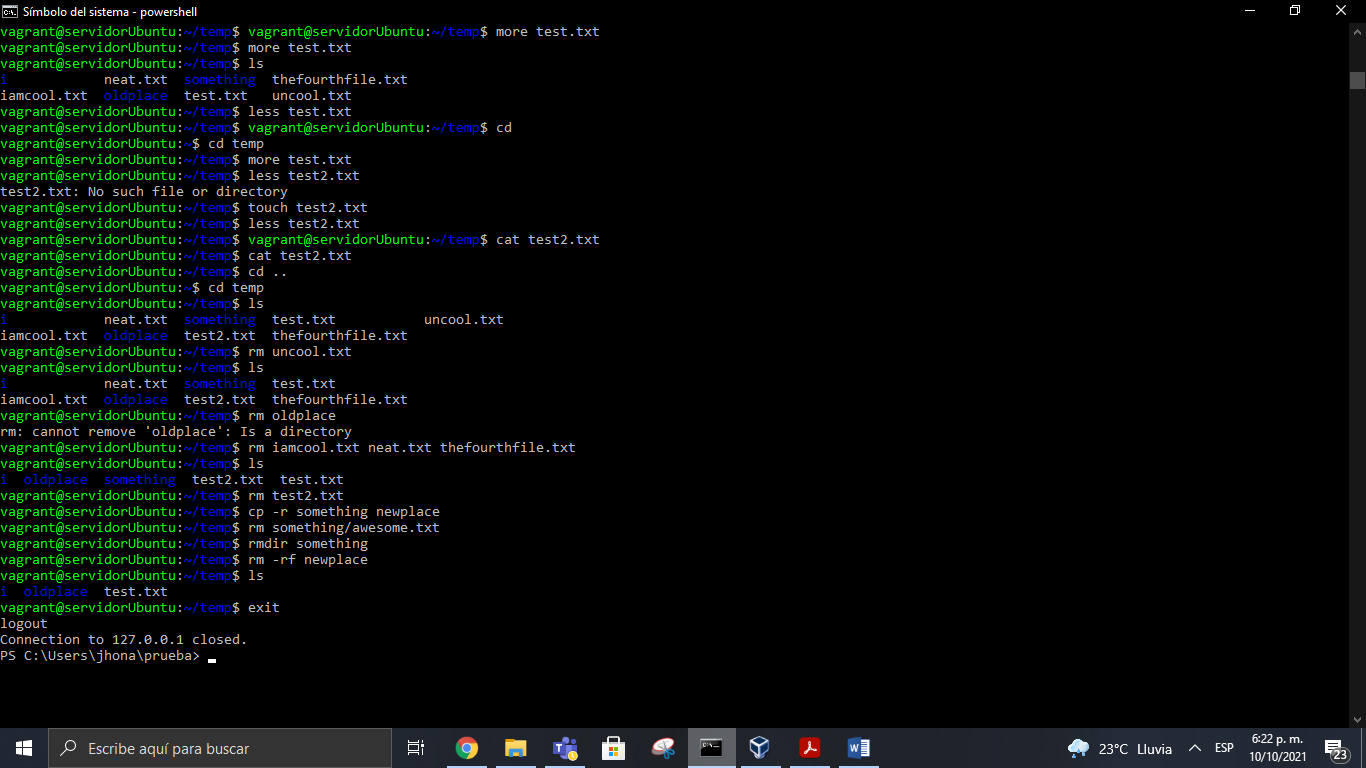 Símbolo del sistema - powershell
vagrant@servidorUbuntu:~/temp$ vagrant@servidorUbuntu:~/temp$ more test.txt
vagrant@servidorUbuntu:~/temp$ more test.txt
vagrant@servidorUbuntu:~/temp$ ls
i            neat.txt  something  thefourthfile.txt
iamcool.txt  oldplace  test.txt   uncool.txt
vagrant@servidorUbuntu:~/temp$ less test.txt
vagrant@servidorUbuntu:~/temp$ vagrant@servidorUbuntu:~/temp$ cd
vagrant@servidorUbuntu:~$ cd temp
vagrant@servidorUbuntu:~/temp$ more test.txt
vagrant@servidorUbuntu:~/temp$ less test2.txt
test2.txt: No such file or directory
vagrant@servidorUbuntu:~/temp$ touch test2.txt
vagrant@servidorUbuntu:~/temp$ less test2.txt
vagrant@servidorUbuntu:~/temp$ vagrant@servidorUbuntu:~/temp$ cat test2.txt
vagrant@servidorUbuntu:~/temp$ cat test2.txt
vagrant@servidorUbuntu:~/temp$ cd ..
vagrant@servidorUbuntu:~$ cd temp
vagrant@servidorUbuntu:~/temp$ ls
i            neat.txt  something  test.txt           uncool.txt
iamcool.txt  oldplace  test2.txt  thefourthfile.txt
vagrant@servidorUbuntu:~/temp$ rm uncool.txt
vagrant@servidorUbuntu:~/temp$ ls
i            neat.txt  something  test.txt
iamcool.txt  oldplace  test2.txt  thefourthfile.txt
vagrant@servidorUbuntu:~/temp$ rm oldplace
rm: cannot remove 'oldplace': Is a directory
vagrant@servidorUbuntu:~/temp$ rm iamcool.txt neat.txt thefourthfile.txt
vagrant@servidorUbuntu:~/temp$ ls
i  oldplace  something  test2.txt  test.txt
vagrant@servidorUbuntu:~/temp$ rm test2.txt
vagrant@servidorUbuntu:~/temp$ cp -r something newplace
vagrant@servidorUbuntu:~/temp$ rm something/awesome.txt
vagrant@servidorUbuntu:~/temp$ rmdir something
vagrant@servidorUbuntu:~/temp$ rm -rf newplace
vagrant@servidorUbuntu:~/temp$ ls
i  oldplace  test.txt
vagrant@servidorUbuntu:~/temp$ exit
logout
Connection to 127.0.0.1 closed.
PS C:\Users\jhona\prueba>
Escribe aquí para buscar
23°C Lluvia
ESP
6:22 p. m.
10/10/2021
23